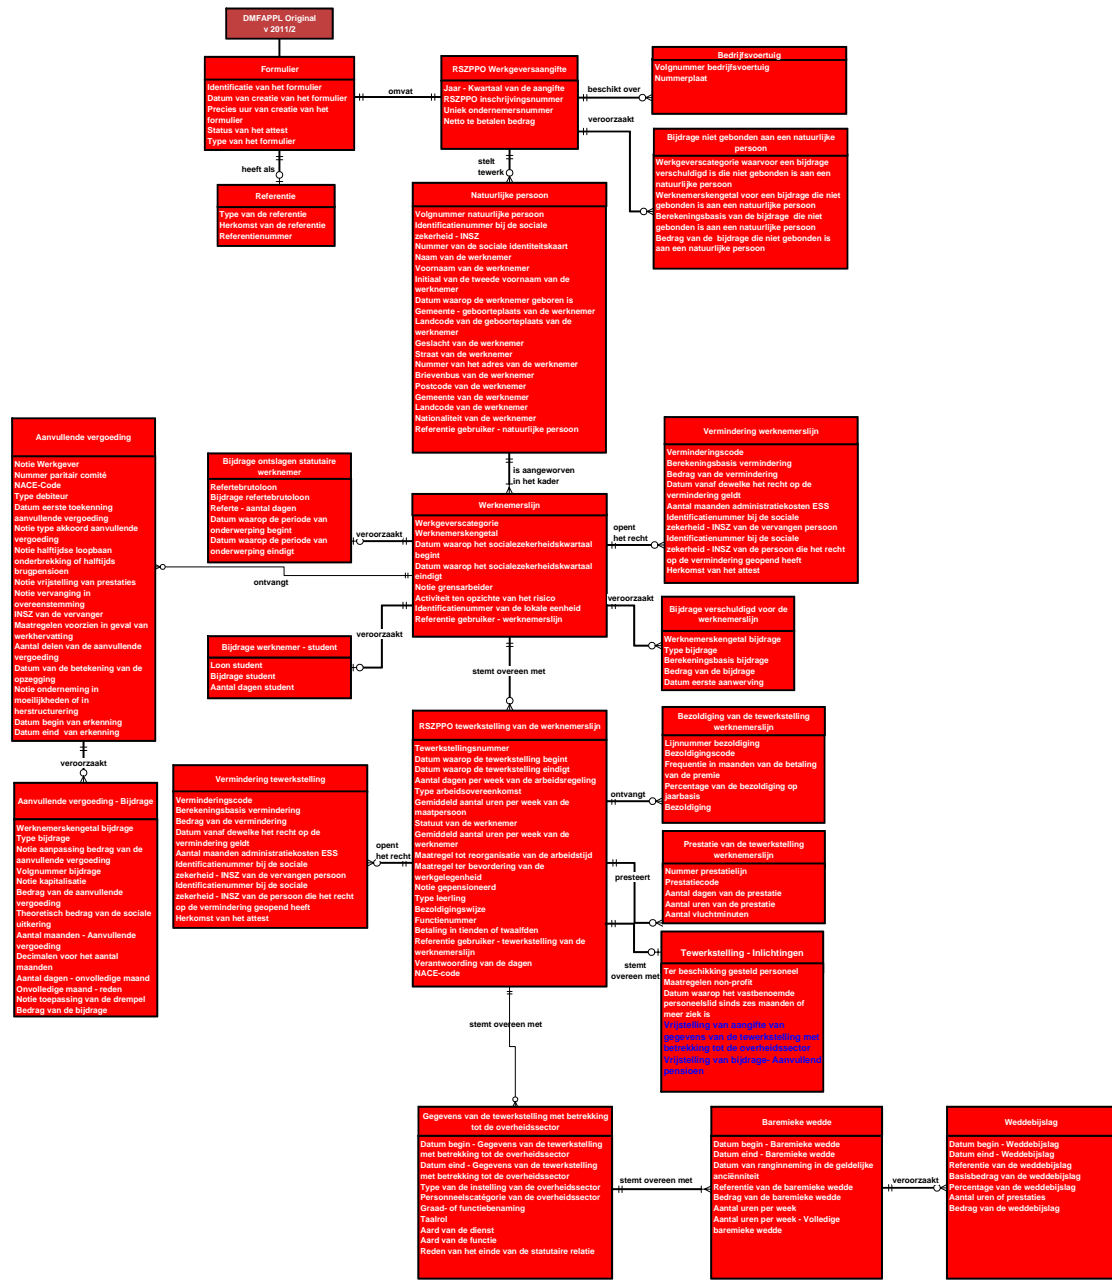 DMFAPPL Original
v 2011/2
Formulier
Identificatie van het formulier
Datum van creatie van het formulier
Precies uur van creatie van het
formulier
Status van het attest
Type van het formulier
omvat
RSZPPO Werkgeversaangifte
Jaar - Kwartaal van de aangifte
RSZPPO inschrijvingsnummer
Uniek ondernemersnummer
Netto te betalen bedrag
beschikt over
Bedrijfsvoertuig
Volgnummer bedrijfsvoertuig
Nummerplaat
veroorzaakt
Bijdrage niet gebonden aan een natuurlijke
persoon
Werkgeverscategorie waarvoor een bijdrage
verschuldigd is die niet gebonden is aan een
natuurlijke persoon
Werknemerskengetal voor een bijdrage die niet
gebonden is aan een natuurlijke persoon
Berekeningsbasis van de bijdrage die niet
gebonden is aan een natuurlijke persoon
Bedrag van de bijdrage die niet gebonden is
aan een natuurlijk persoon
heeft als
Referentie
Type van de referentie
Herkomst van de referentie
Referentienummer
stelt
tewerk
Natuurlijke persoon
Volgnummer natuurlijke persoon
Identificatienummer bij de sociale
zekerheid - INSZ
Nummer van de sociale identiteitskaart
Naam van de werknemer
Voornaam van de werknemer
Initiaal van de tweede voornaam van de
werknemer
Datum waarop de werknemer geboren is
Gemeente - geboorteplaats van de werknemer
Landcode van de geboorteplaats van de
werknemer
Geslacht van de werknemer
Straat van de werknemer
Nummer van het adres van de werknemer
Brievenbus van de werknemer
Postcode van de werknemer
Gemeente van de werknemer
Landcode van de werknemer
Nationaliteit van de werknemer
Referentie gebruiker - natuurlijke persoon
is aangeworven
in het kader
Aanvullende vergoeding
Notie Werkgever
Nummer paritair comité
NACE-Code
Type debiteur
Datum eerste toekenning
aanvullende vergoeding
Notie type akkoord aanvullende
vergoeding
Notie halftijdse loopbaan
onderbrekking of halftijds
brugpensioen
Notie vrijstelling van prestaties
Notie vervanging in
overeenstemming
INSZ van de vervanger
Maatregelen voorzien in geval van
werkhervatting
Aantal delen van de aanvullende
vergoeding
Datum van de betekening van de
opzegging
Notie onderneming in
moeilijkheden of in
herstructurering
Datum begin van erkenning
Datum eind van erkenning
Bijdrage ontslagen statutaire
werknemer
Refertebrutoloon
Bijdrage refertebrutoloon
Referte - aantal dagen
Datum waarop de periode van
onderwerping begint
Datum waarop de periode van
onderwerping eindigt
veroorzaakt
Werknemerslijn
Werkgeverscategorie
Werknemerskengetal
Datum waarop het socialezekerheidskwartaal
begint
Datum waarop het socialezekerheidskwartaal
eindigt
Notie grensarbeider
Activiteit ten opzichte van het risico
Identificatienummer van de lokale eenheid
Referentie gebruiker - werknemerslijn
opent
het recht
Vermindering werknemerslijn
Verminderingscode
Berekeningsbasis vermindering
Bedrag van de vermindering
Datum vanaf dewelke het recht op de
vermindering geldt
Aantal maanden administratiekosten ESS
Identificatienummer bij de sociale
zekerheid - INSZ van de vervangen persoon
Identificatienummer bij de sociale
zekerheid - INSZ van de persoon die het recht
op de vermindering geopend heeft
Herkomst van het attest
ontvangt
veroorzaakt
Bijdrage werknemer - student
Loon student
Bijdrage student
Aantal dagen student
veroorzaakt
Bijdrage verschuldigd voor de
werknemerslijn
Werknemerskengetal bijdrage
Type bijdrage
Berekeningsbasis bijdrage
Bedrag van de bijdrage
Datum eerste aanwerving
stemt overeen met
veroorzaakt
Aanvullende vergoeding - Bijdrage
Werknemerskengetal bijdrage
Type bijdrage
Notie aanpassing bedrag van de
aanvullende vergoeding
Volgnummer bijdrage
Notie kapitalisatie
Bedrag van de aanvullende
vergoeding
Theoretisch bedrag van de sociale
uitkering
Aantal maanden - Aanvullende
vergoeding
Decimalen voor het aantal
maanden
Aantal dagen - onvolledige maand
Onvolledige maand - reden
Notie toepassing van de drempel
Bedrag van de bijdrage
Vermindering tewerkstelling
Verminderingscode
Berekeningsbasis vermindering
Bedrag van de vermindering
Datum vanaf dewelke het recht op de
vermindering geldt
Aantal maanden administratiekosten ESS
Identificatienummer bij de sociale
zekerheid - INSZ van de vervangen persoon
Identificatienummer bij de sociale
zekerheid - INSZ van de persoon die het recht
op de vermindering geopend heeft
Herkomst van het attest
opent
het recht
RSZPPO tewerkstelling van de werknemerslijn
Tewerkstellingsnummer
Datum waarop de tewerkstelling begint
Datum waarop de tewerkstelling eindigt
Aantal dagen per week van de arbeidsregeling
Type arbeidsovereenkomst
Gemiddeld aantal uren per week van de
maatpersoon
Statuut van de werknemer
Gemiddeld aantal uren per week van de
werknemer
Maatregel tot reorganisatie van de arbeidstijd
Maatregel ter bevordering van de
werkgelegenheid
Notie gepensioneerd
Type leerling
Bezoldigingswijze
Functienummer
Betaling in tienden of twaalfden
Referentie gebruiker - tewerkstelling van de
werknemerslijn
Verantwoording van de dagen
NACE-code
ontvangt
Bezoldiging van de tewerkstelling
werknemerslijn
Lijnnummer bezoldiging
Bezoldigingscode
Frequentie in maanden van de betaling
van de premie
Percentage van de bezoldiging op
jaarbasis
Bezoldiging
presteert
Prestatie van de tewerkstelling
werknemerslijn
Nummer prestatielijn
Prestatiecode
Aantal dagen van de prestatie
Aantal uren van de prestatie
Aantal vluchtminuten
stemt
overeen met
Tewerkstelling - Inlichtingen
Ter beschikking gesteld personeel
Maatregelen non-profit
Datum waarop het vastbenoemde
personeelslid sinds zes maanden of
meer ziek is
Vrijstelling van aangifte van
gegevens van de tewerkstelling met
betrekking tot de overheidssector
Vrijstelling van bijdrage- Aanvullend
pensioen
stemt overeen met
Gegevens van de tewerkstelling met betrekking
tot de overheidssector
Datum begin - Gegevens van de tewerkstelling
met betrekking tot de overheidssector
Datum eind - Gegevens van de tewerkstelling
met betrekking tot de overheidssector
Type van de instelling van de overheidssector
Personneelscatégorie van de overheidssector
Graad- of functiebenaming
Taalrol
Aard van de dienst
Aard van de functie
Reden van het einde van de statutaire relatie
stemt overeen met
Baremieke wedde
Datum begin - Baremieke wedde
Datum eind - Baremieke wedde
Datum van ranginneming in de geldelijke
anciënniteit
Referentie van de baremieke wedde
Bedrag van de baremieke wedde
Aantal uren per week
Aantal uren per week - Volledige
baremieke wedde
veroorzaakt
Weddebijslag
Datum begin - Weddebijslag
Datum eind - Weddebijslag
Referentie van de weddebijslag
Basisbedrag van de weddebijslag
Percentage van de weddebijslag
Aantal uren of prestaties
Bedrag van de weddebijslag